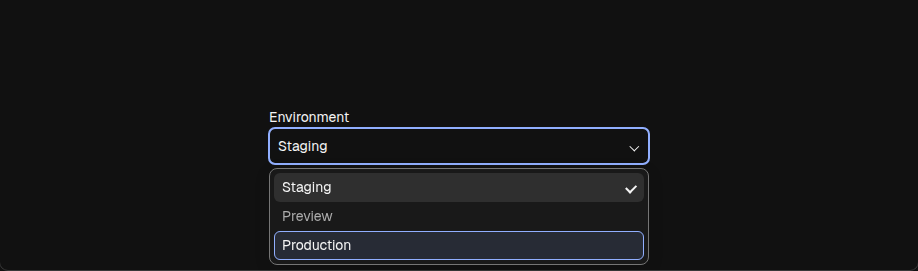 Environment
Staging
Staging
Preview
Production